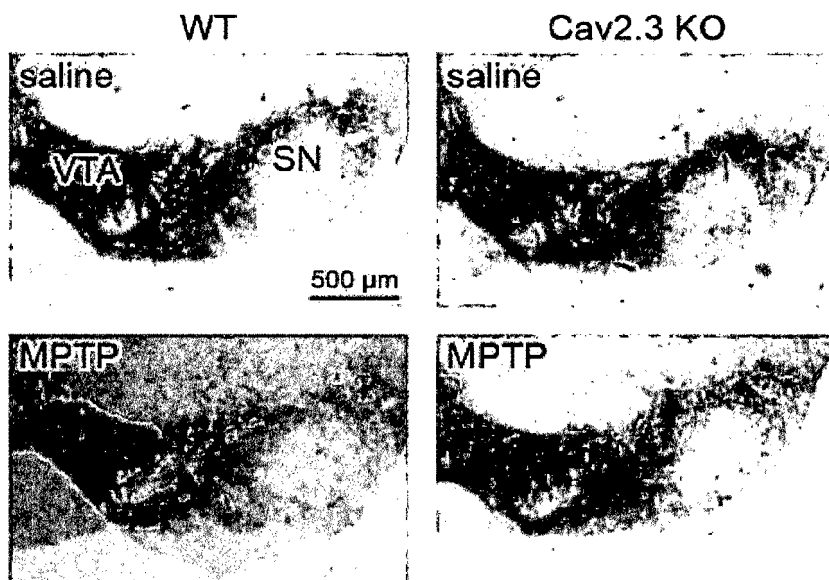 WT
Cav2.3 KO
saline
saline
VTA
SN
500 µm
MPTP
MPTP